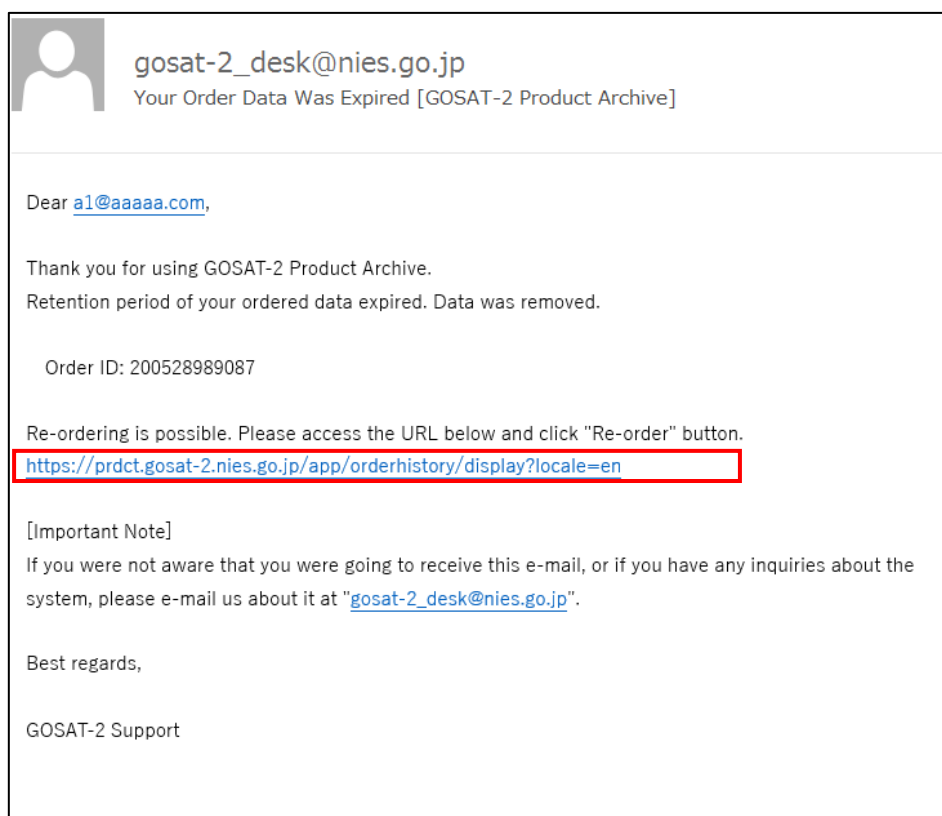 gosat-2_desk@nies.go.jp
Your Order Data Was Expired [GOSAT-2 Product Archive]
Dear a1@aaaaa.com,
Thank you for using GOSAT-2 Product Archive.
Retention period of your ordered data expired. Data was removed.
Order ID: 200528989087
Re-ordering is possible. Please access the URL below and click "Re-order" button.
https://prdct.gosat-2.nies.go.jp/app/orderhistory/display?locale=en
[Important Note]
If you were not aware that you were going to receive this e-mail, or if you have any inquiries about the
system, please e-mail us about it at "gosat-2_desk@nies.go.jp".
Best regards,
GOSAT-2 Support